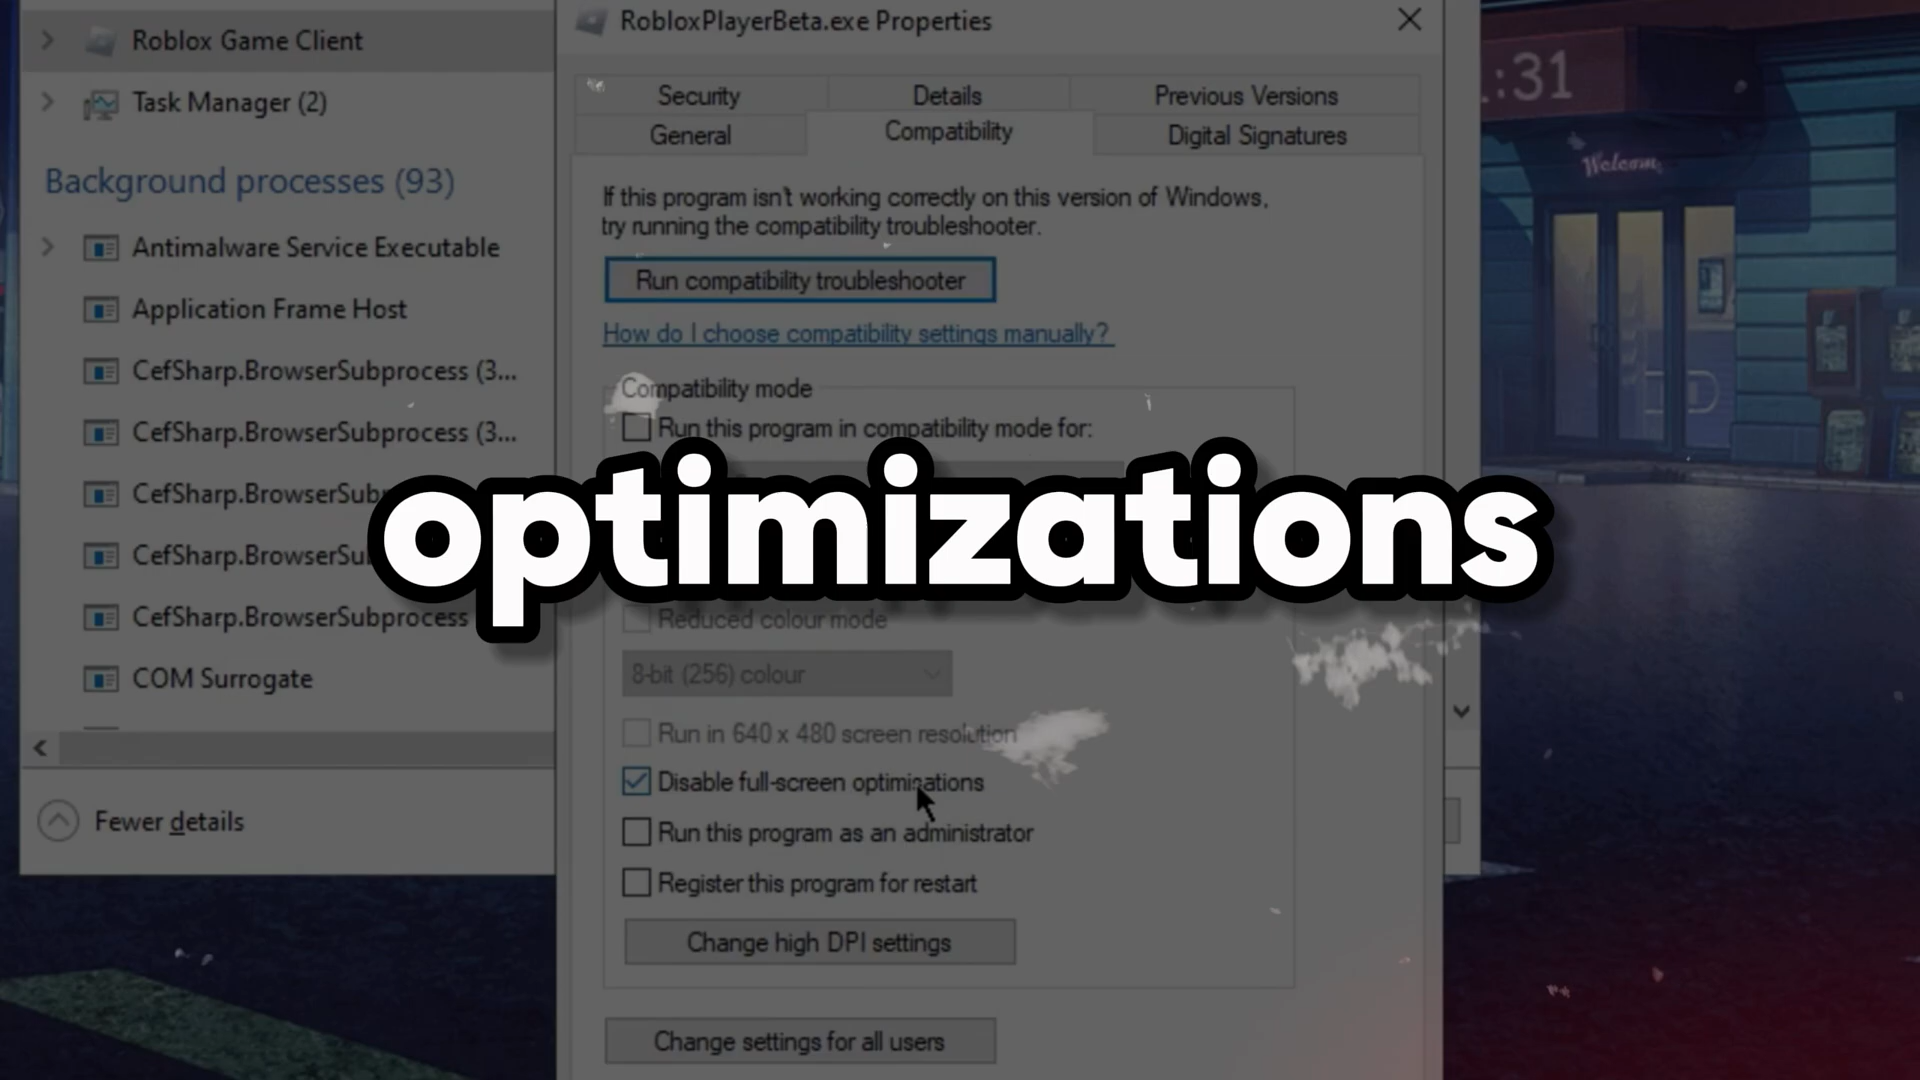 Roblox Game Client
Task Manager (2)
Background processes (93)
Antimalware Service Executable
Application Frame Host
CefSharp.BrowserSubprocess (3...
CefSharp.BrowserSubprocess (3...
CefSharp.BrowserSub
CefSharp.BrowserSu
CefSharp.BrowserSubprocess
COM Surrogate
Fewer details
RobloxPlayerBeta.exe Properties
Security
Details
Previous Versions
General
Compatibility
Digital Signatures
If this program isn't working correctly on this version of Windows,
try running the compatibility troubleshooter.
Run compatibility troubleshooter
How do I choose compatibility settings manually?
Compatibility mode
Run this program in compatibility mode for:
optimizations
Reduced colour mode
8-bit (256) colour
Run in 640 x 480 screen resolution
Disable full-screen optimisations
Run this program as an administrator
Register this program for restart
Change high DPI settings
Change settings for all users
:31
Welcome